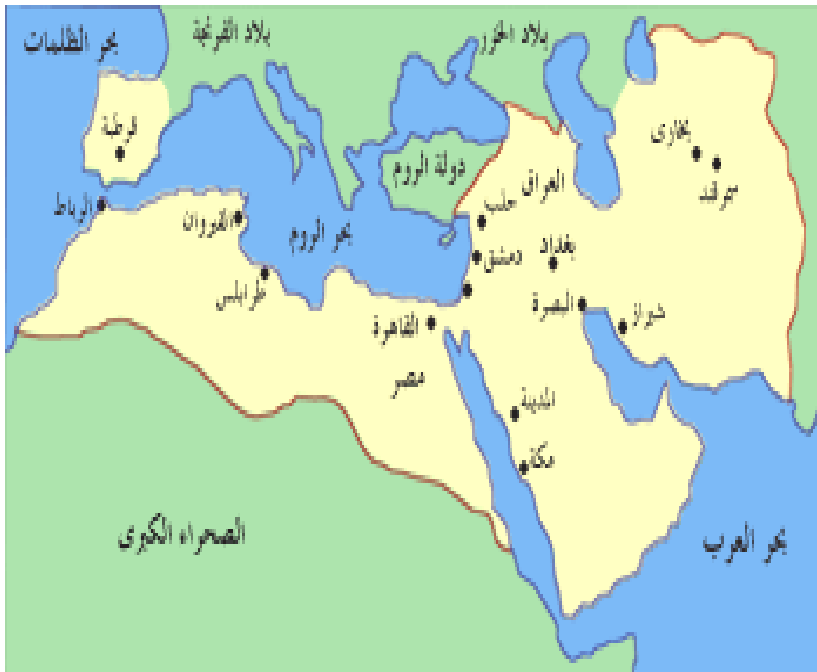 بحر الظلمات
بلاد الفرنجة
بلاد الخزر
قرطبة
دولة الروم
العراق
بخارى
سمرقند
الرباط
القيروان
بحر الروم
حلب
دمشق
بغداد
طرابلس
القاهرة
البصرة
شيراز
مصر
المدينة
مكة
الصحراء الكبرى
بحر العرب